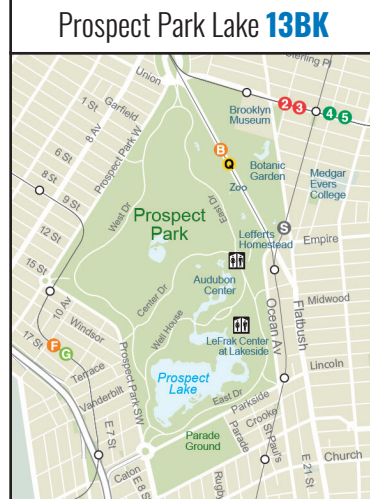 Prospect Park Lake 13BK
Sterling Pl
Union
1 St
Garfield
8 Av
Prospect Park W
Brooklyn
Museum
2 3
4 5
6 St
8 St
9 St
B
Q
Botanic
Garden
Zoo
Medgar
Evers
College
West Dr
East Dr
Prospect
Park
12 St
Lefferts
Homestead
S
Empire
15 St
Audubon
Center
Center Dr
10 Av
Well House
Ocean Av
Flatbush
Midwood
Windsor
17 St
F
G
LeFrak Center
at Lakeside
Terrace
Prospect Park SW
Lincoln
Prospect
Lake
Vanderbilt
East Dr
Parkside
Crooke
E 7 St
Parade
Ground
Parade
St Paul's
E 21 St
Church
Caton
E 8 St
Rugby